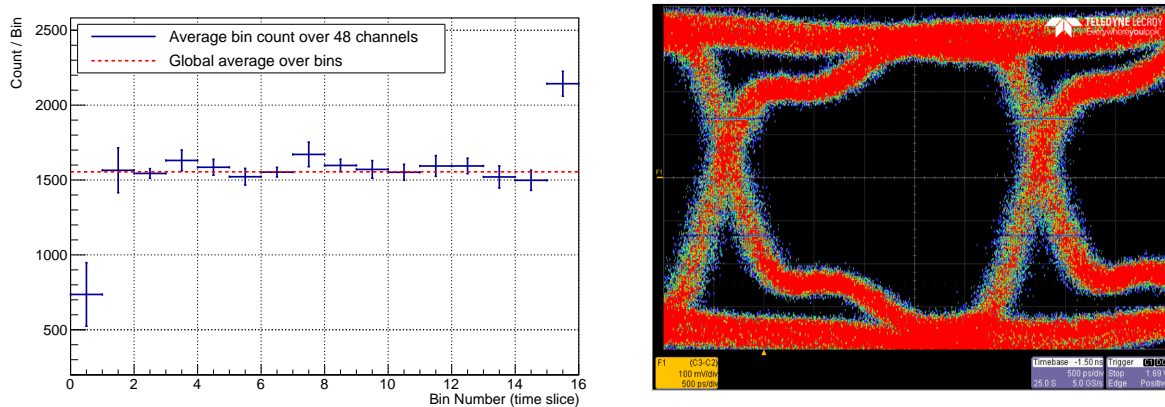 Count / Bin
2500
2000
1500
1000
500
Average bin count over 48 channels
Global average over bins
0 2 4 6 8 10 12 14 16
Bin Number (time slice)
TELEDYNE LECROY
Everywhereyoulook
F1
F1 (C3-C2)
100 mV/div
500 ps/div
Timebase -1.50 ns
500 ps/div
25.0 S 5.0 GS/s
Trigger C1 DC
Stop 1.69 V
Edge Positive